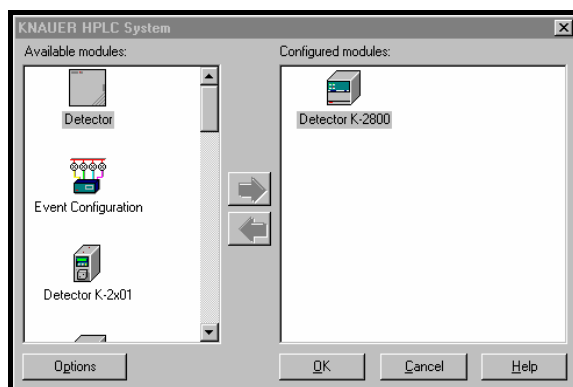 KNAUER HPLC System
Available modules:
Configured modules:
Detector
Detector K-2800
Event Configuration
Detector K-2x01
Options
OK
Cancel
Help